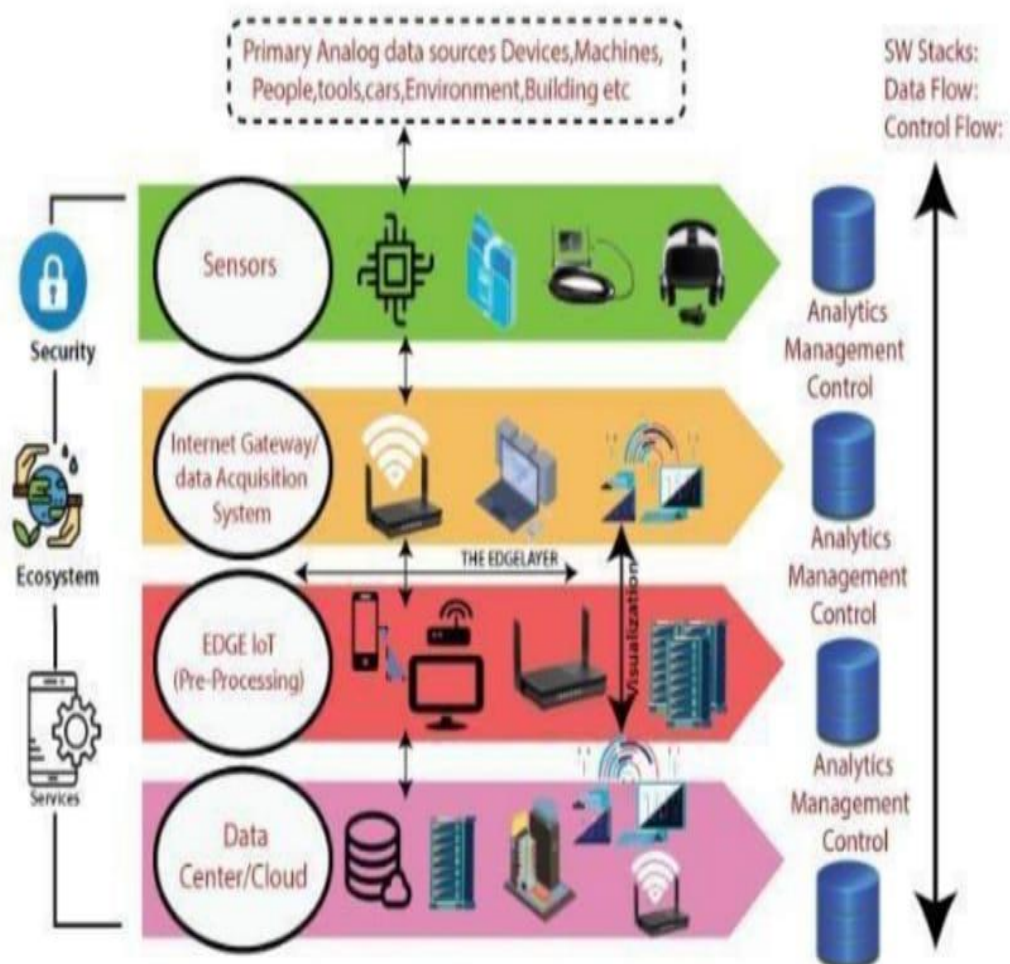 Primary Analog data sources Devices,Machines,
People,tools,cars,Environment,Building etc
SW Stacks:
Data Flow:
Control Flow:
Sensors
Security
Analytics
Management
Control
Internet Gateway/
data Acquisition
System
Ecosystem
THE EDGELAYER
Visualization
Analytics
Management
Control
EDGE IoT
(Pre-Processing)
Services
Analytics
Management
Control
Data
Center/Cloud